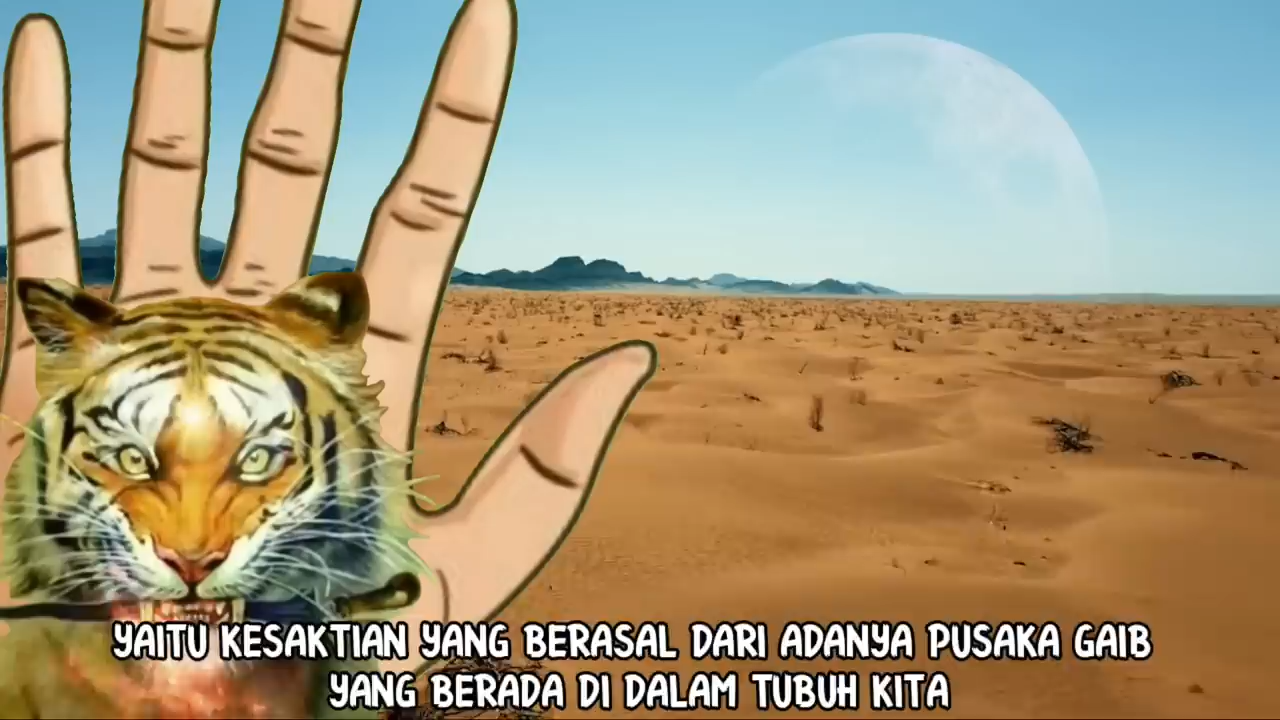 YAITU KESAKTIAN YANG BERASAL DARI ADANYA PUSAKA GAIB
YANG BERADA DI DALAM TUBUH KITA